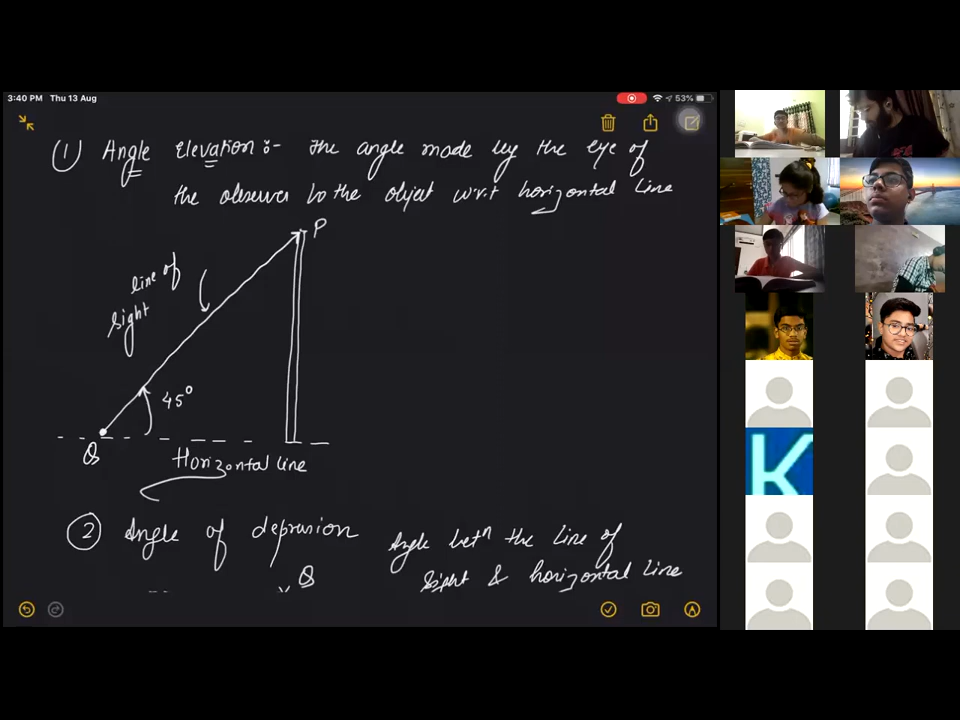 3:40 PM Thu 13 Aug
53%
(1) Angle Elevation :- The angle made by the eye of
the observer to the object w.r.t horizontal line
P
line of
sight
45°
Q
Horizontal line
(2) Angle of depression Angle betn the line of
sight & horizontal line
Q
K